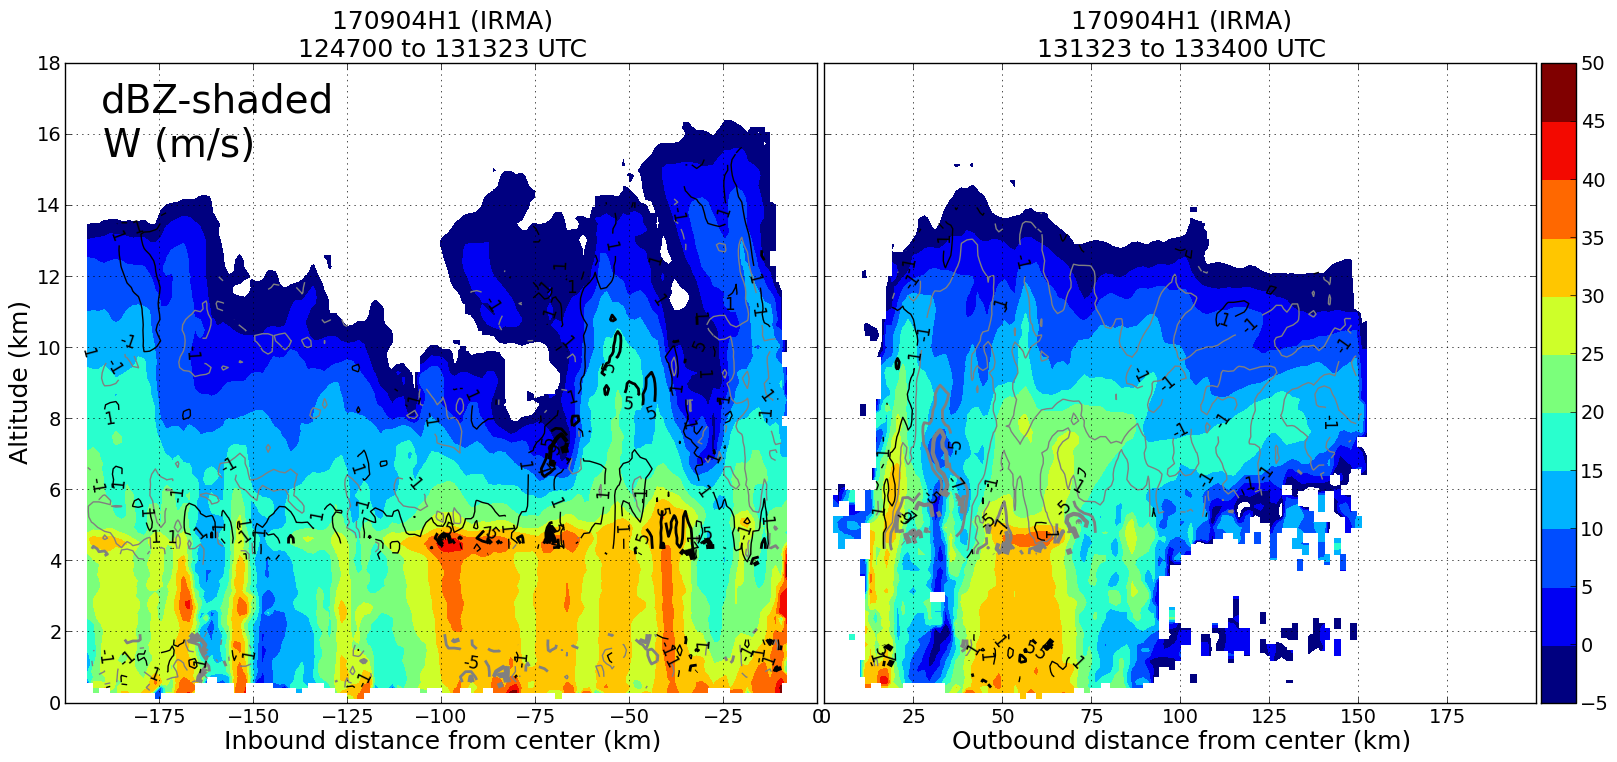 170904H1 (IRMA)
124700 to 131323 UTC
170904H1 (IRMA)
131323 to 133400 UTC
dBZ-shaded
W (m/s)
Altitude (km)
18
16
14
12
10
8
6
4
2
0
−175 −150 −125 −100 −75 −50 −25 0
Inbound distance from center (km)
0 25 50 75 100 125 150 175
Outbound distance from center (km)
50
45
40
35
30
25
20
15
10
5
0
−5